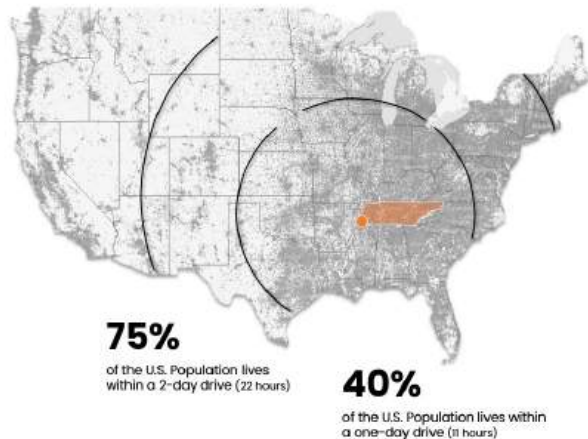 75%
of the U.S. Population lives
within a 2-day drive (22 hours)
40%
of the U.S. Population lives within
a one-day drive (11 hours)